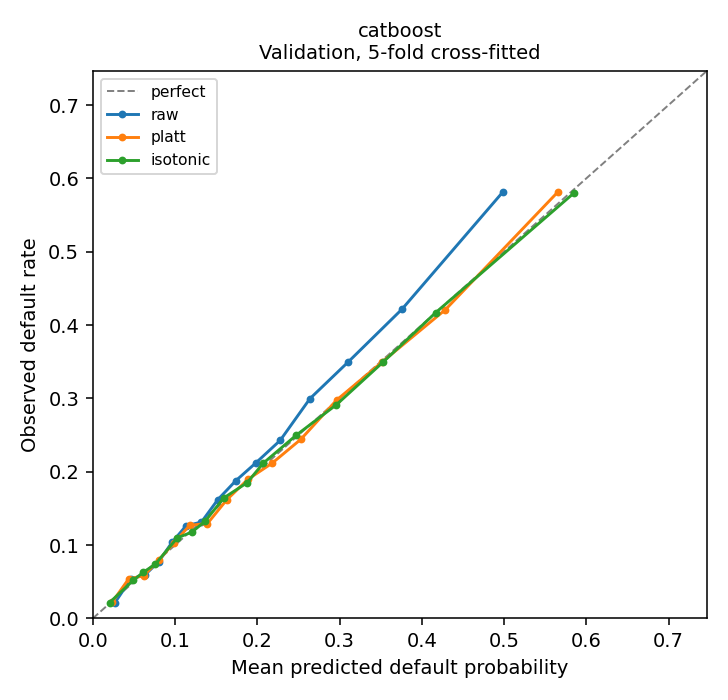 catboost
Validation, 5-fold cross-fitted
perfect
raw
platt
isotonic
0.7
0.6
0.5
0.4
0.3
0.2
0.1
0.0
Observed default rate
0.0 0.1 0.2 0.3 0.4 0.5 0.6 0.7
Mean predicted default probability